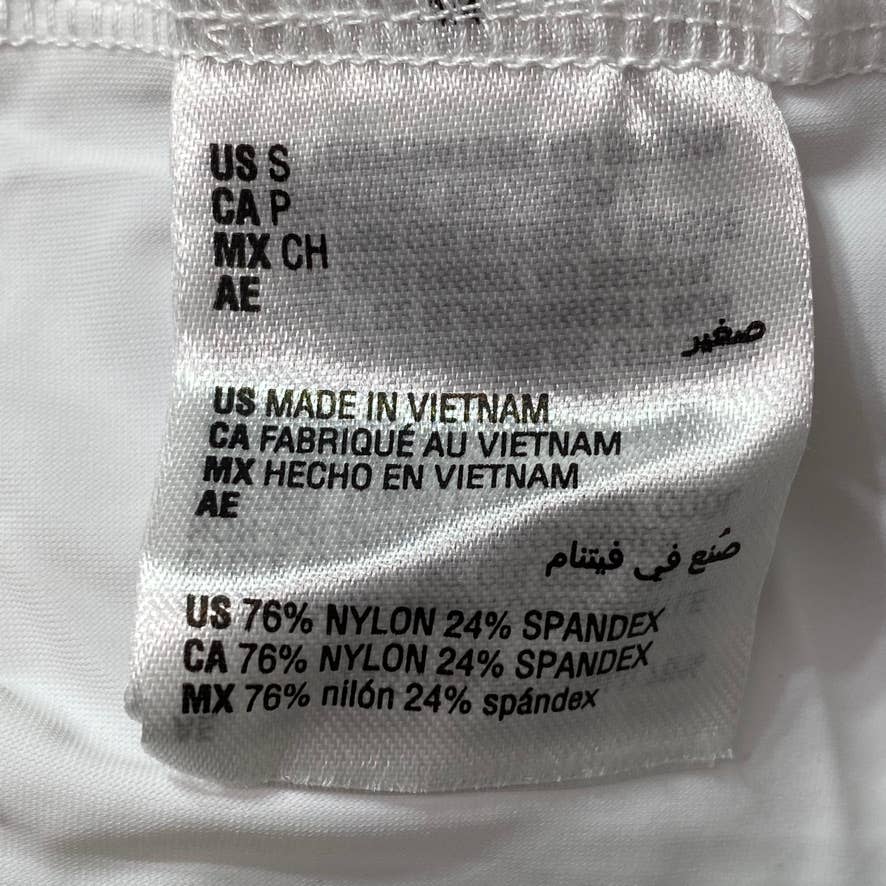 US S
CA P
MX CH
AE
صغير
US MADE IN VIETNAM
CA FABRIQUÉ AU VIETNAM
MX HECHO EN VIETNAM
AE
صُنع في فيتنام
US 76% NYLON 24% SPANDEX
CA 76% NYLON 24% SPANDEX
MX 76% nilón 24% spándex